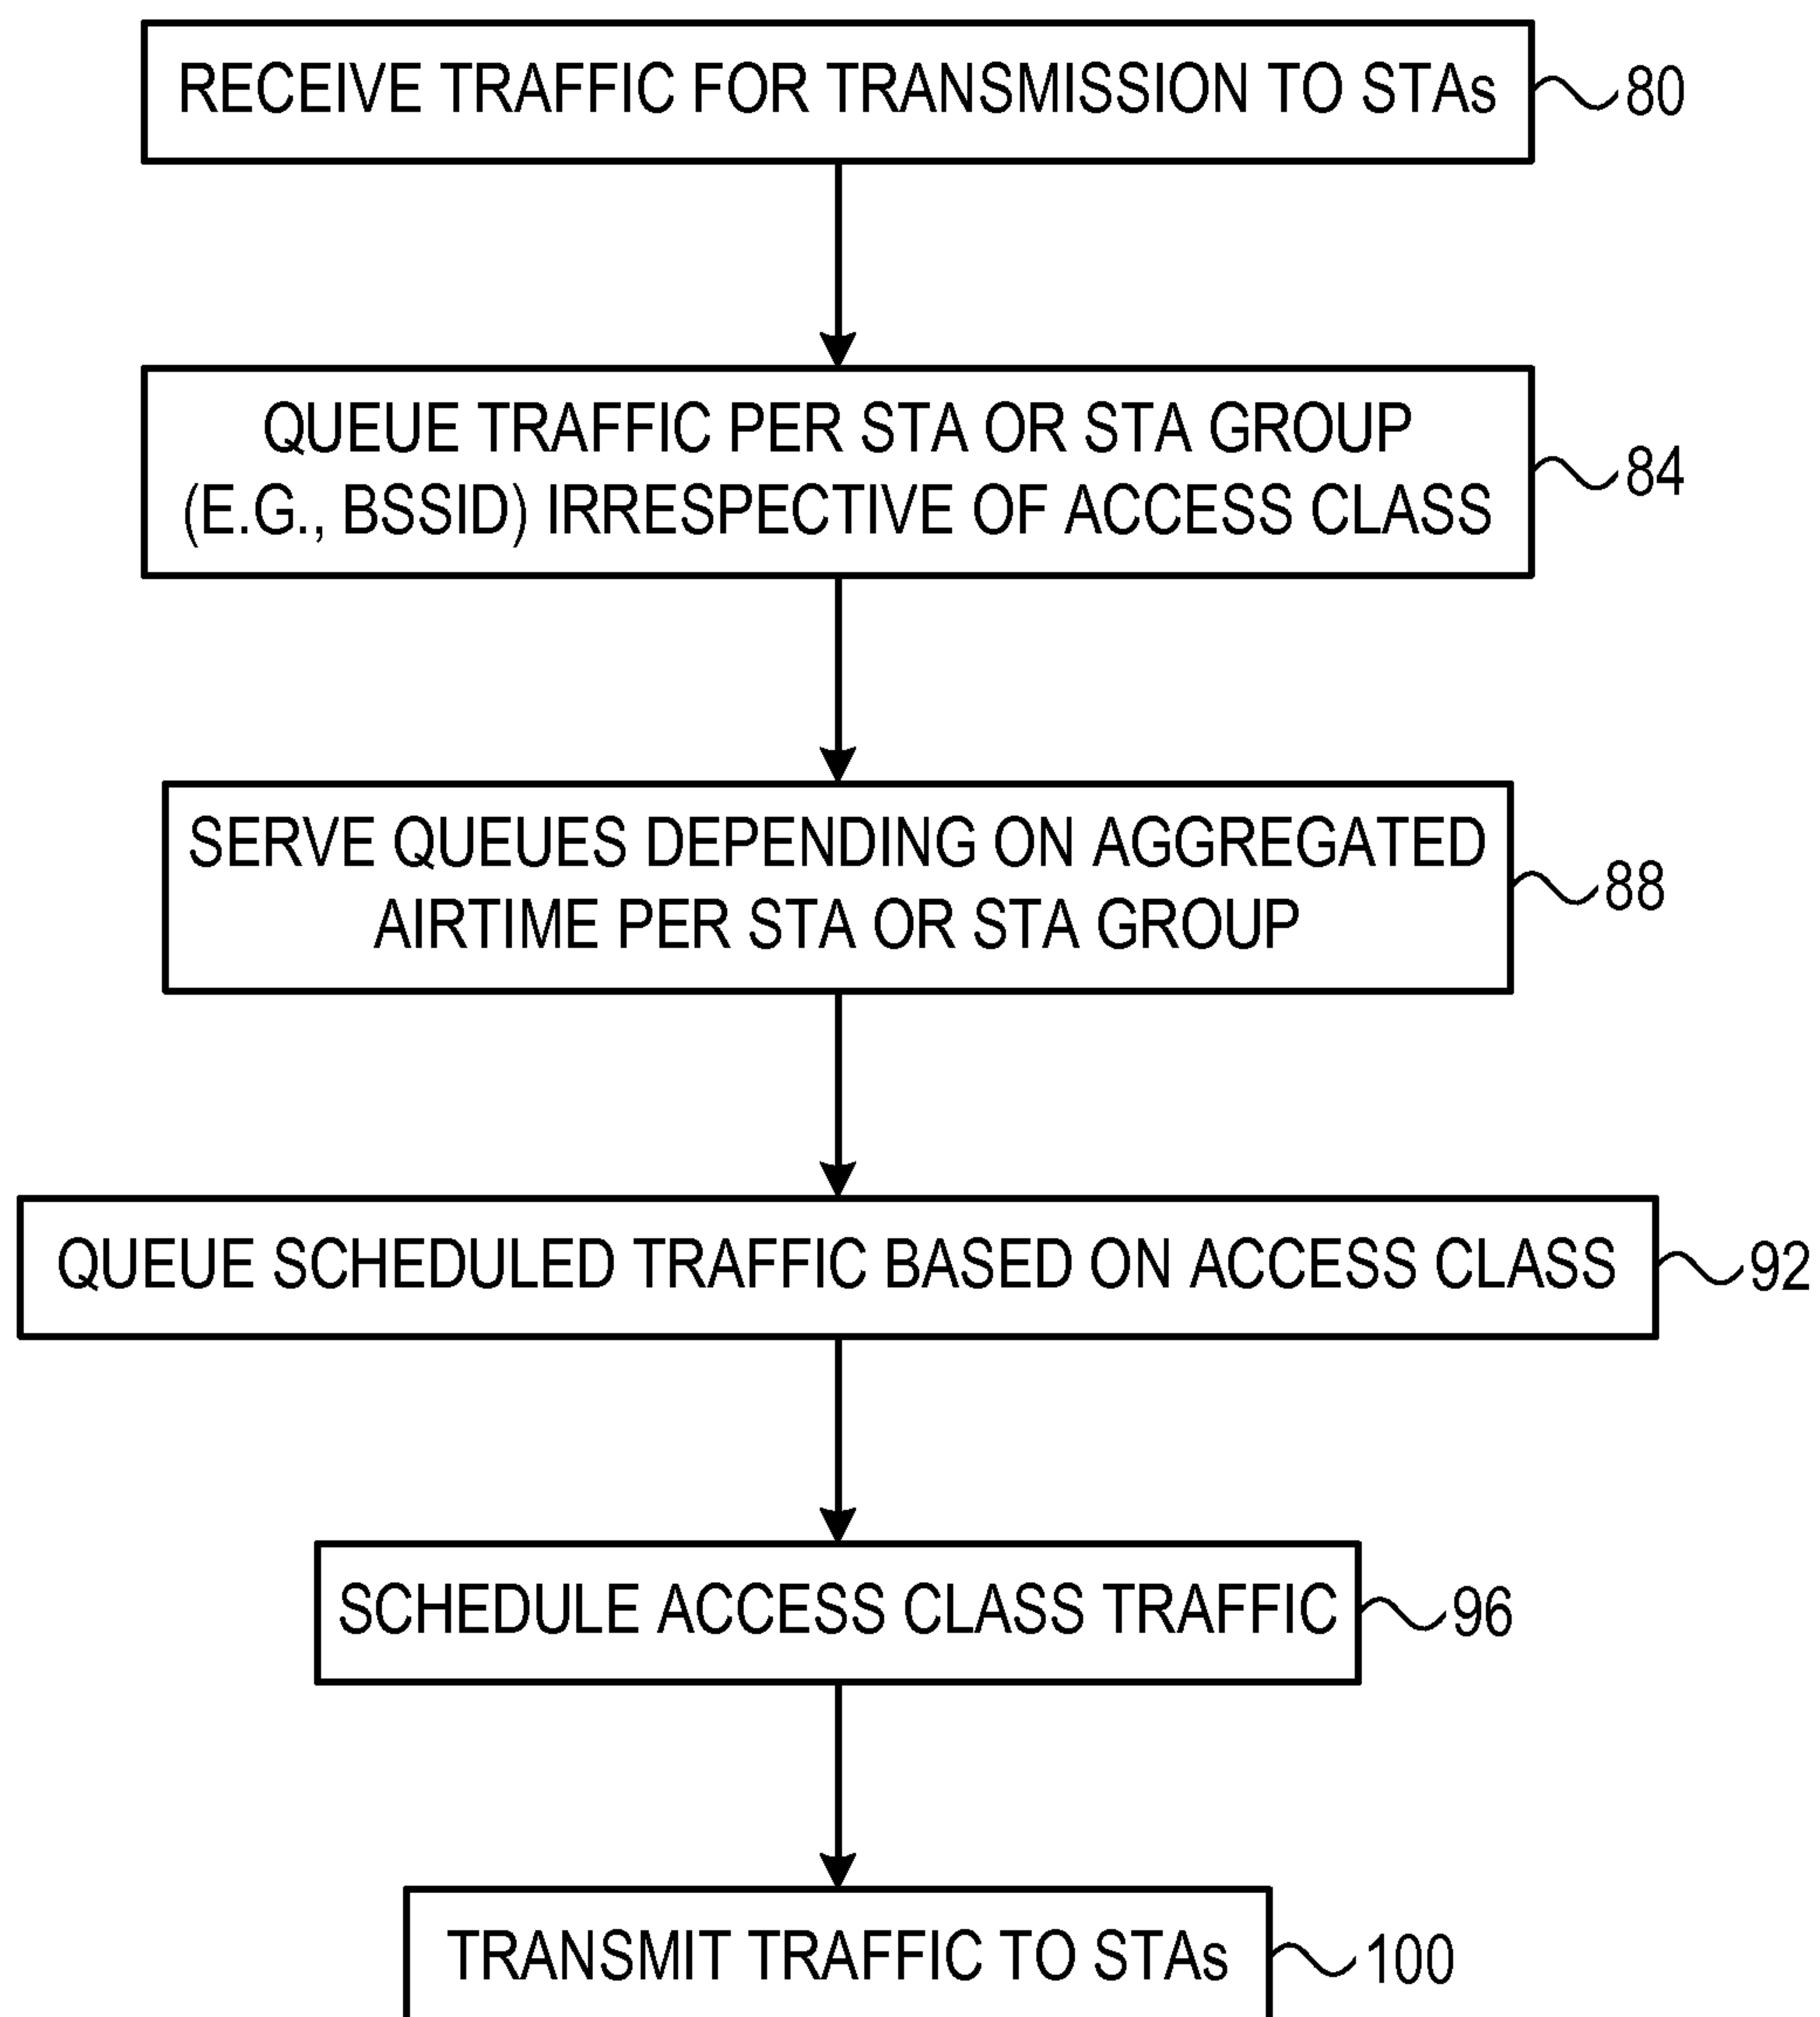 RECEIVE TRAFFIC FOR TRANSMISSION TO STAs
80
QUEUE TRAFFIC PER STA OR STA GROUP
(E.G., BSSID) IRRESPECTIVE OF ACCESS CLASS
84
SERVE QUEUES DEPENDING ON AGGREGATED
AIRTIME PER STA OR STA GROUP
88
QUEUE SCHEDULED TRAFFIC BASED ON ACCESS CLASS
92
SCHEDULE ACCESS CLASS TRAFFIC
96
TRANSMIT TRAFFIC TO STAs
100